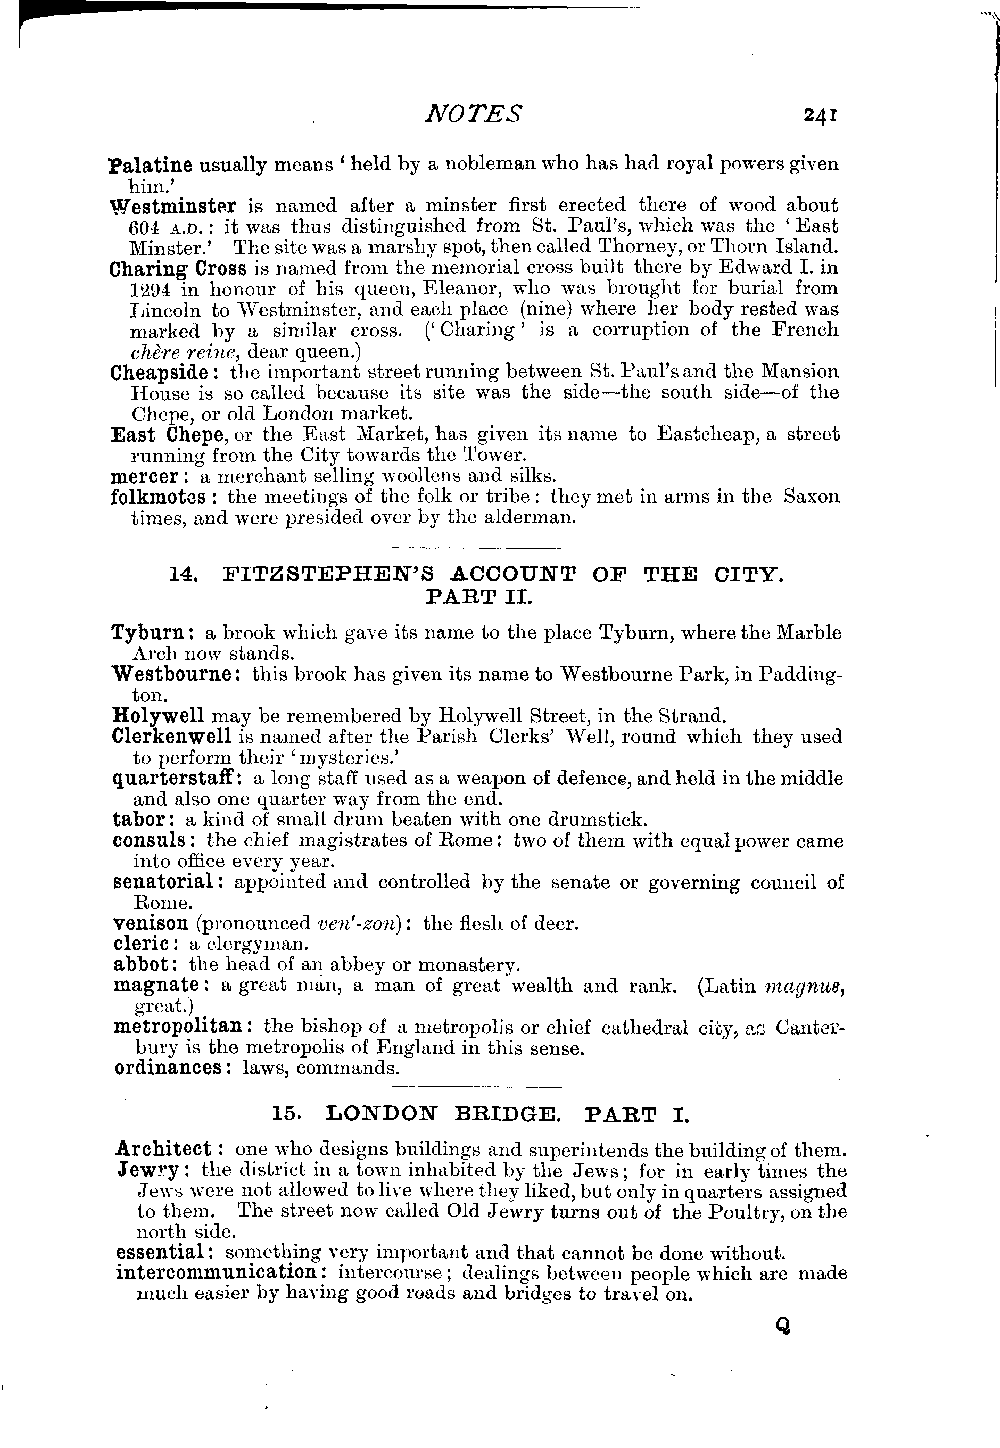 NOTES 241
Palatine usually means ‘ held by a nobleman who has had royal powers given
him.’
Westminster is named after a minster first erected there of wood about
604 A.D. : it was thus distinguished from St. Paul's, which was the ‘ East
Minster.’ The site was a marshy spot, then called Thorney, or Thorn Island.
Charing Cross is named from the memorial cross built there by Edward I. in
1294 in honour of his queen, Eleanor, who was brought for burial from
Lincoln to Westminster, and each place (nine) where her body rested was
marked by a similar cross. (‘ Charing ’ is a corruption of the French
chère reine, dear queen.)
Cheapside : the important street running between St. Paul's and the Mansion
House is so called because its site was the side—the south side—of the
Chepe, or old London market.
East Chepe, or the East Market, has given its name to Eastcheap, a street
running from the City towards the Tower.
mercer : a merchant selling woollens and silks.
folkmotes : the meetings of the folk or tribe : they met in arms in the Saxon
times, and were presided over by the alderman.
14. FITZSTEPHEN'S ACCOUNT OF THE CITY.
PART II.
Tyburn : a brook which gave its name to the place Tyburn, where the Marble
Arch now stands.
Westbourne : this brook has given its name to Westbourne Park, in Padding-
ton.
Holywell may be remembered by Holywell Street, in the Strand.
Clerkenwell is named after the Parish Clerks' Well, round which they used
to perform their ‘ mysteries.’
quarterstaff : a long staff used as a weapon of defence, and held in the middle
and also one quarter way from the end.
tabor : a kind of small drum beaten with one drumstick.
consuls : the chief magistrates of Rome : two of them with equal power came
into office every year.
senatorial : appointed and controlled by the senate or governing council of
Rome.
venison (pronounced ven'-zon) : the flesh of deer.
cleric : a clergyman.
abbot : the head of an abbey or monastery.
magnate : a great man, a man of great wealth and rank. (Latin magnus,
great.)
metropolitan : the bishop of a metropolis or chief cathedral city, as Canter-
bury is the metropolis of England in this sense.
ordinances : laws, commands.
15. LONDON BRIDGE. PART I.
Architect : one who designs buildings and superintends the building of them.
Jewry : the district in a town inhabited by the Jews ; for in early times the
Jews were not allowed to live where they liked, but only in quarters assigned
to them. The street now called Old Jewry turns out of the Poultry, on the
north side.
essential : something very important and that cannot be done without.
intercommunication : intercourse ; dealings between people which are made
much easier by having good roads and bridges to travel on.
Q